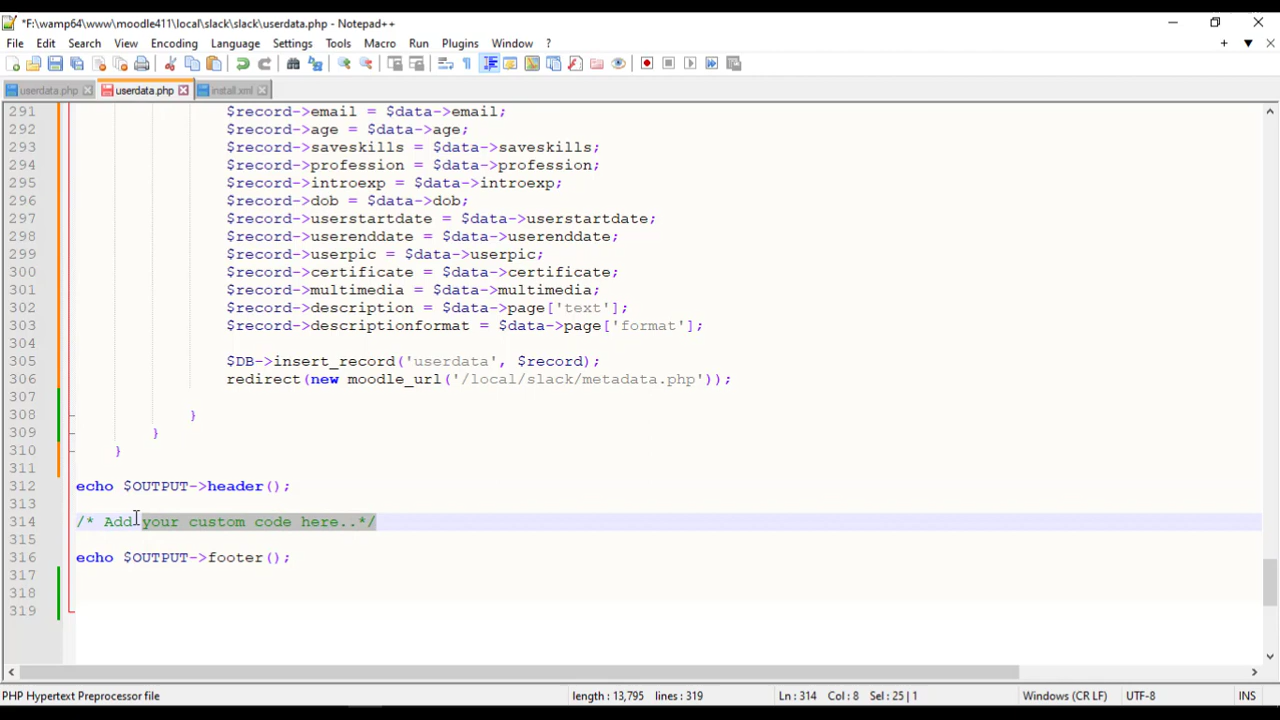 *F:\wamp64\www\moodle411\local\slack\slack\userdata.php - Notepad++
File Edit Search View Encoding Language Settings Tools Macro Run Plugins Window ?
userdata.php userdata.php install.xml
291 $record->email = $data->email;
292 $record->age = $data->age;
293 $record->saveskills = $data->saveskills;
294 $record->profession = $data->profession;
295 $record->introexp = $data->introexp;
296 $record->dob = $data->dob;
297 $record->userstartdate = $data->userstartdate;
298 $record->userenddate = $data->userenddate;
299 $record->userpic = $data->userpic;
300 $record->certificate = $data->certificate;
301 $record->multimedia = $data->multimedia;
302 $record->description = $data->page['text'];
303 $record->descriptionformat = $data->page['format'];
304
305 $DB->insert_record('userdata', $record);
306 redirect(new moodle_url('/local/slack/metadata.php'));
307
308 }
309 }
310 }
311
312 echo $OUTPUT->header();
313
314 /* Add your custom code here..*/
315
316 echo $OUTPUT->footer();
317
318
319
PHP Hypertext Preprocessor file length : 13,795 lines : 319 Ln : 314 Col : 8 Sel : 25 | 1 Windows (CR LF) UTF-8 INS